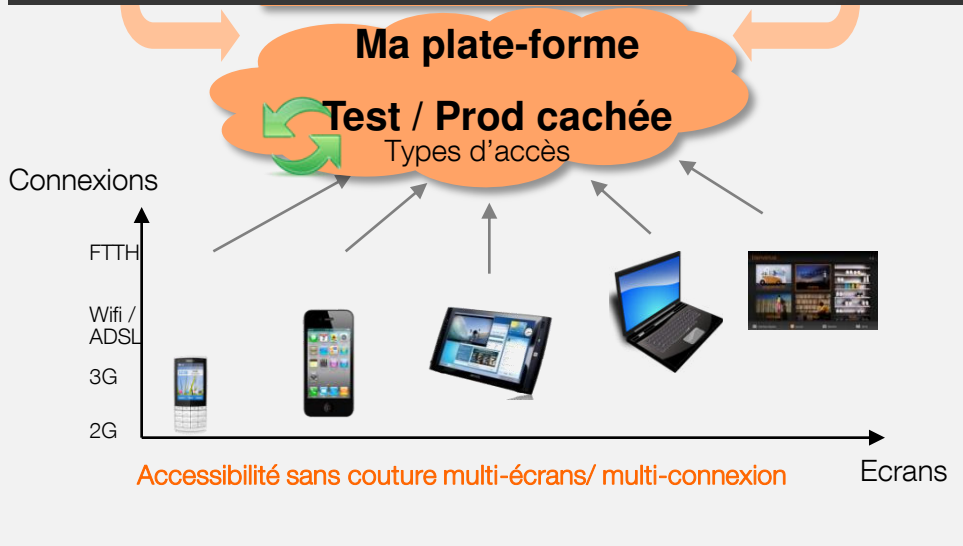 Ma plate-forme
Test / Prod cachée
Types d'accès
Connexions
FTTH
Wifi /
ADSL
3G
2G
Accessibilité sans couture multi-écrans/ multi-connexion
Ecrans